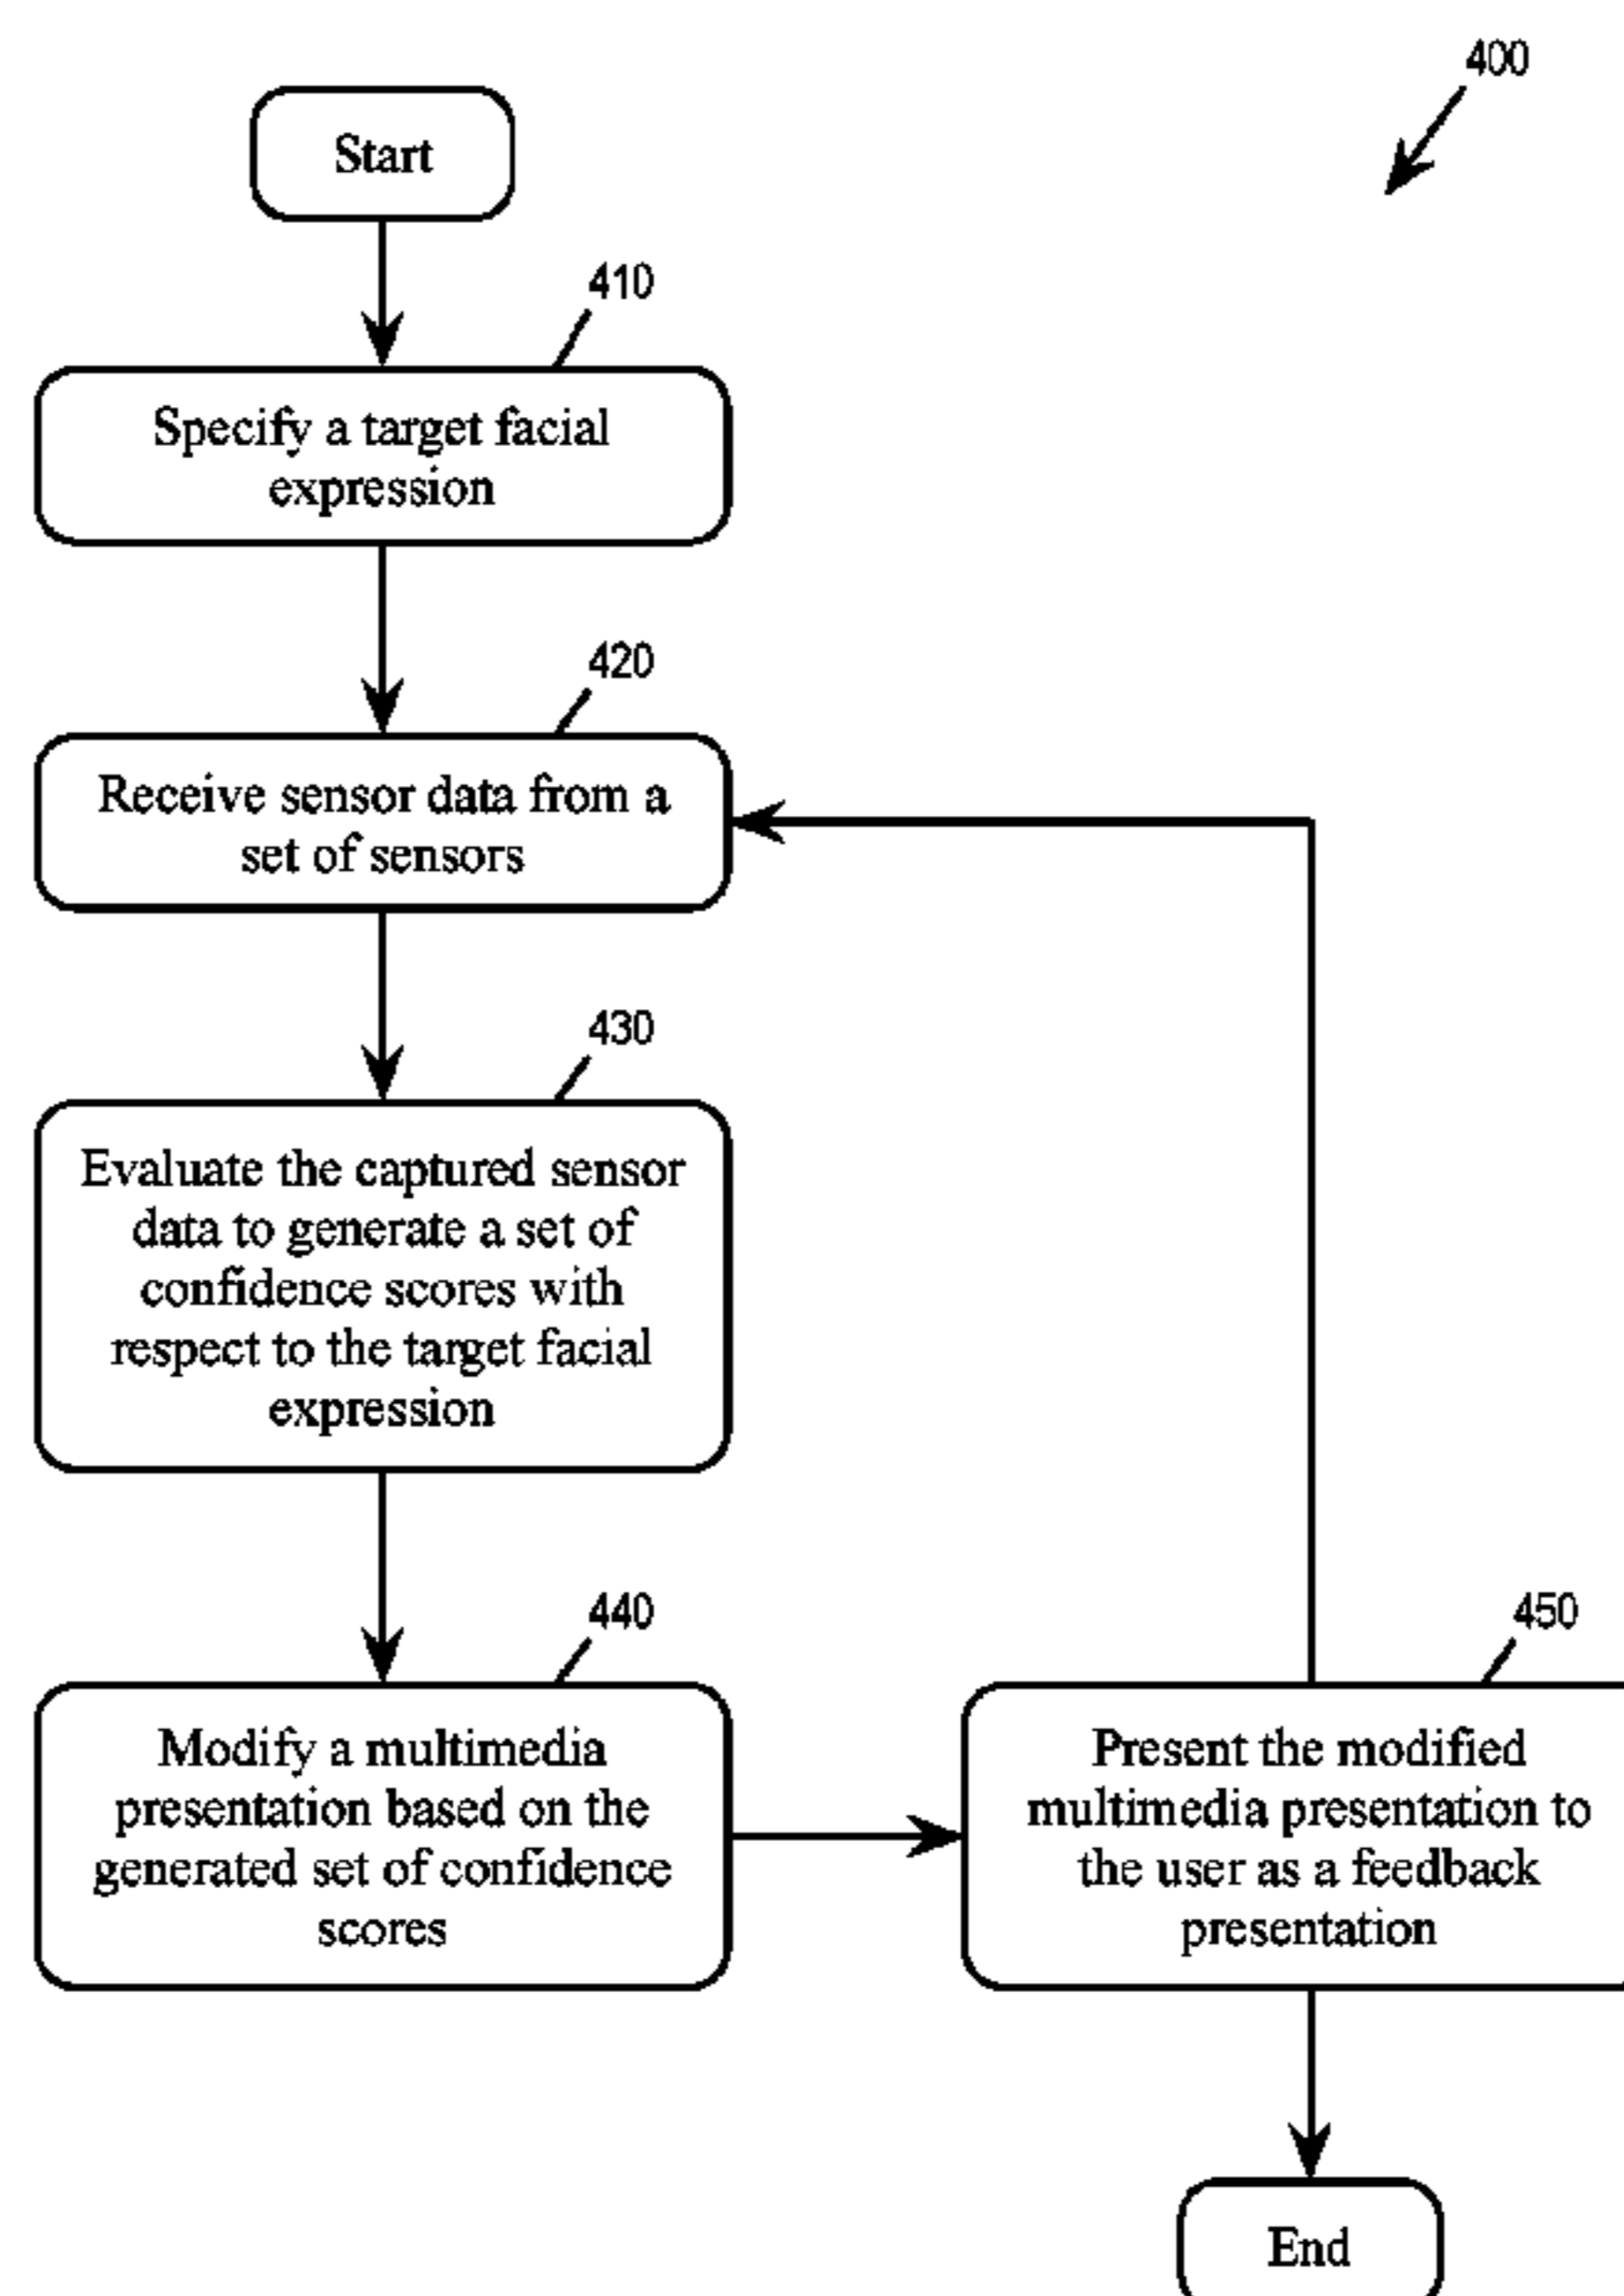 400
Start
410
Specify a target facial
expression
420
Receive sensor data from a
set of sensors
430
Evaluate the captured sensor
data to generate a set of
confidence scores with
respect to the target facial
expression
440
Modify a multimedia
presentation based on the
generated set of confidence
scores
450
Present the modified
multimedia presentation to
the user as a feedback
presentation
End